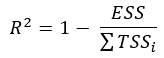 R² = 1 − ESS / ∑ TSSᵢ